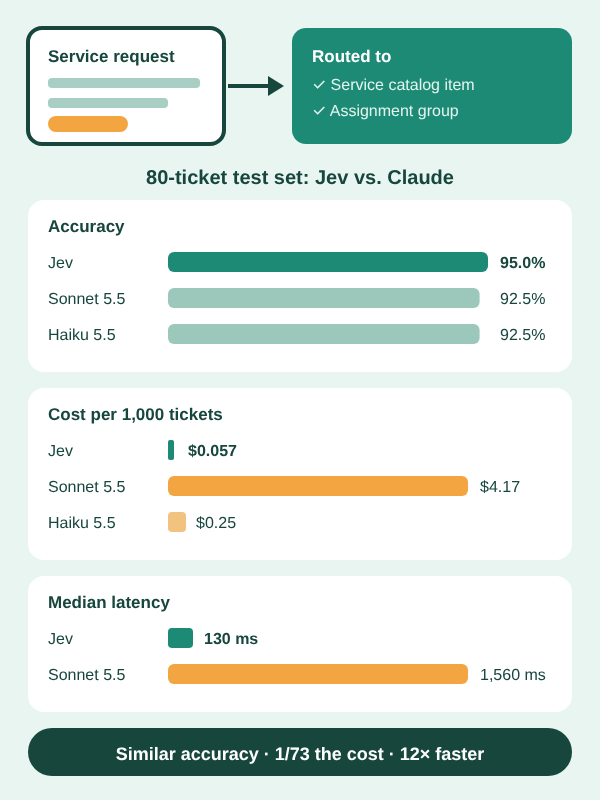 Service request
Routed to
✓ Service catalog item
✓ Assignment group
80-ticket test set: Jev vs. Claude
Accuracy
Jev 95.0%
Sonnet 5.5 92.5%
Haiku 5.5 92.5%
Cost per 1,000 tickets
Jev $0.057
Sonnet 5.5 $4.17
Haiku 5.5 $0.25
Median latency
Jev 130 ms
Sonnet 5.5 1,560 ms
Similar accuracy · 1/73 the cost · 12× faster